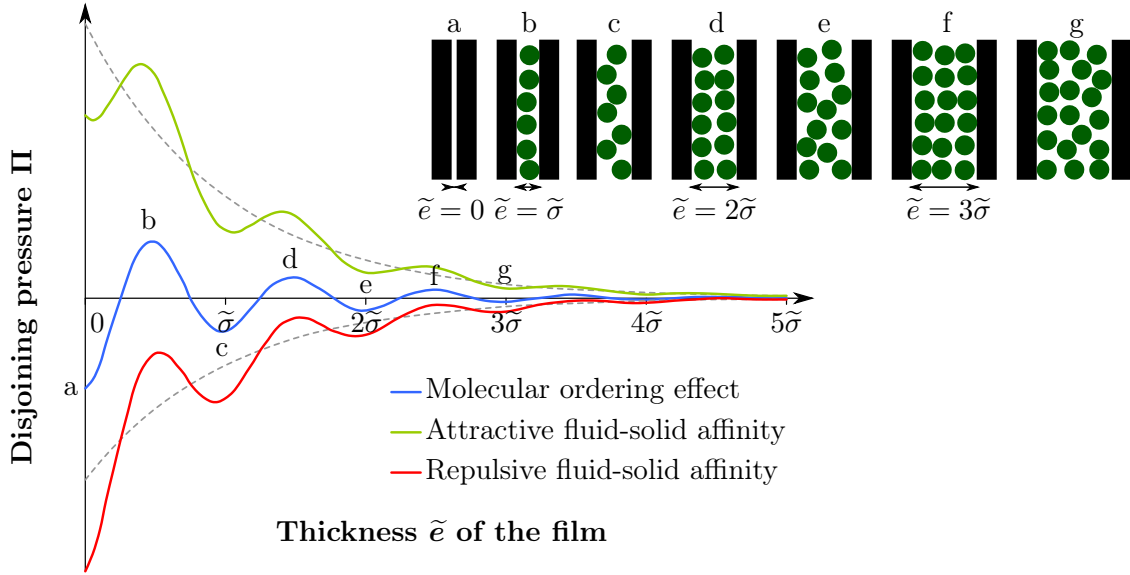 a b c d e f g
ẽ = 0 ẽ = σ̃ ẽ = 2σ̃ ẽ = 3σ̃
Disjoining pressure Π
b
d
e
f
g
0 σ̃ 2σ̃ 3σ̃ 4σ̃ 5σ̃
c
a
Molecular ordering effect
Attractive fluid-solid affinity
Repulsive fluid-solid affinity
Thickness ẽ of the film